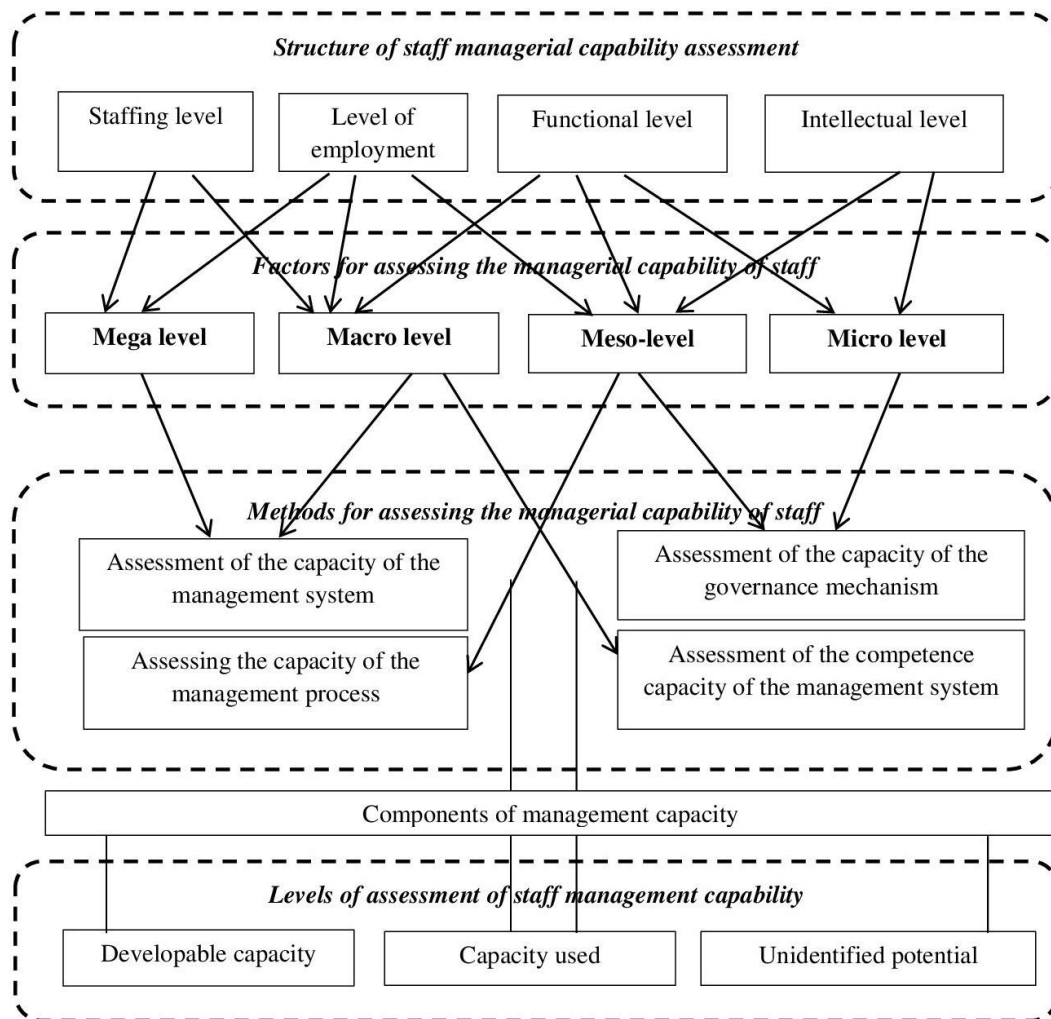 Structure of staff managerial capability assessment
Staffing level
Level of
employment
Functional level
Intellectual level
Factors for assessing the managerial capability of staff
Mega level
Macro level
Meso-level
Micro level
Methods for assessing the managerial capability of staff
Assessment of the capacity of the
management system
Assessment of the capacity of the
governance mechanism
Assessing the capacity of the
management process
Assessment of the competence
capacity of the management system
Components of management capacity
Levels of assessment of staff management capability
Developable capacity
Capacity used
Unidentified potential